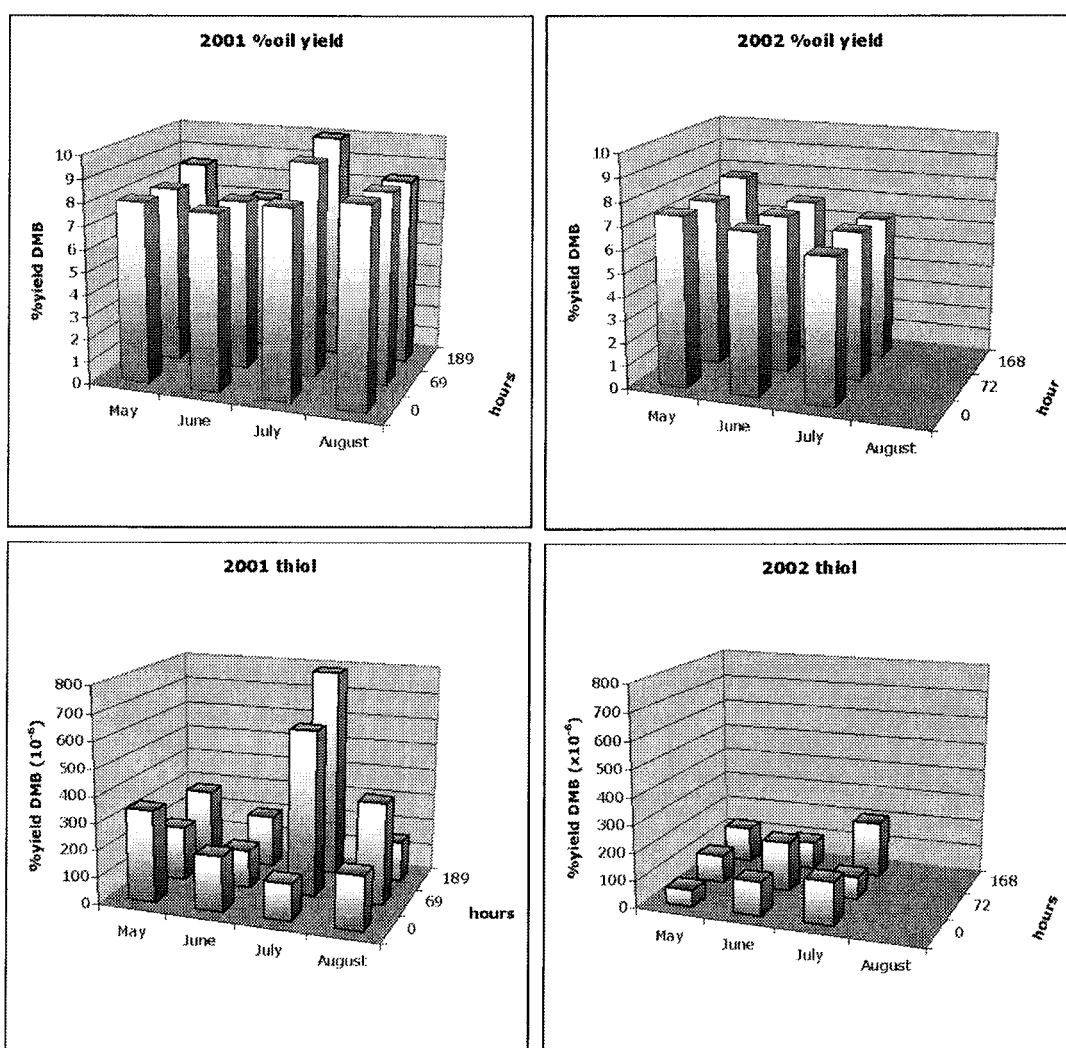 2001 %oil yield
%yield DMB
10
9
8
7
6
5
4
3
2
1
0
May
June
July
August
0
69
189
hours
2002 %oil yield
%yield DMB
10
9
8
7
6
5
4
3
2
1
0
May
June
July
August
0
72
168
hour
2001 thiol
%yield DMB (10⁻⁶)
800
700
600
500
400
300
200
100
0
May
June
July
August
0
69
189
hours
2002 thiol
%yield DMB (x10⁻⁶)
800
700
600
500
400
300
200
100
0
May
June
July
August
0
72
168
hours